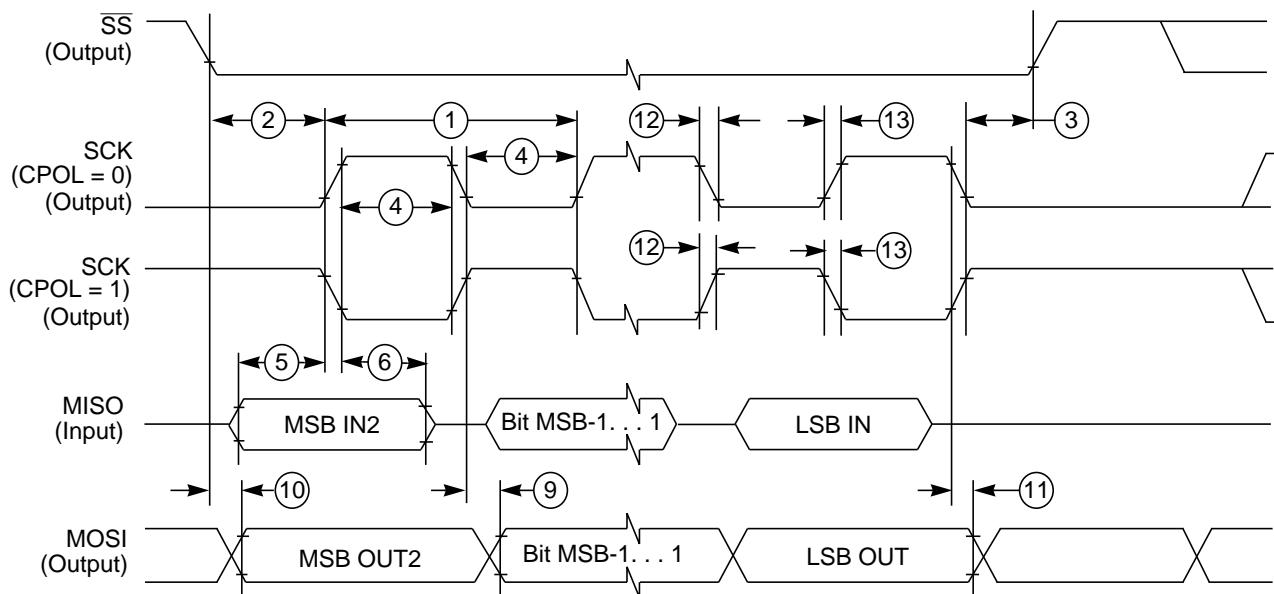 SS
(Output)
2
1
12
13
3
SCK
(CPOL = 0)
(Output)
4
4
12
13
SCK
(CPOL = 1)
(Output)
5
6
MISO
(Input)
MSB IN2
Bit MSB-1. . . 1
LSB IN
10
9
11
MOSI
(Output)
MSB OUT2
Bit MSB-1. . . 1
LSB OUT